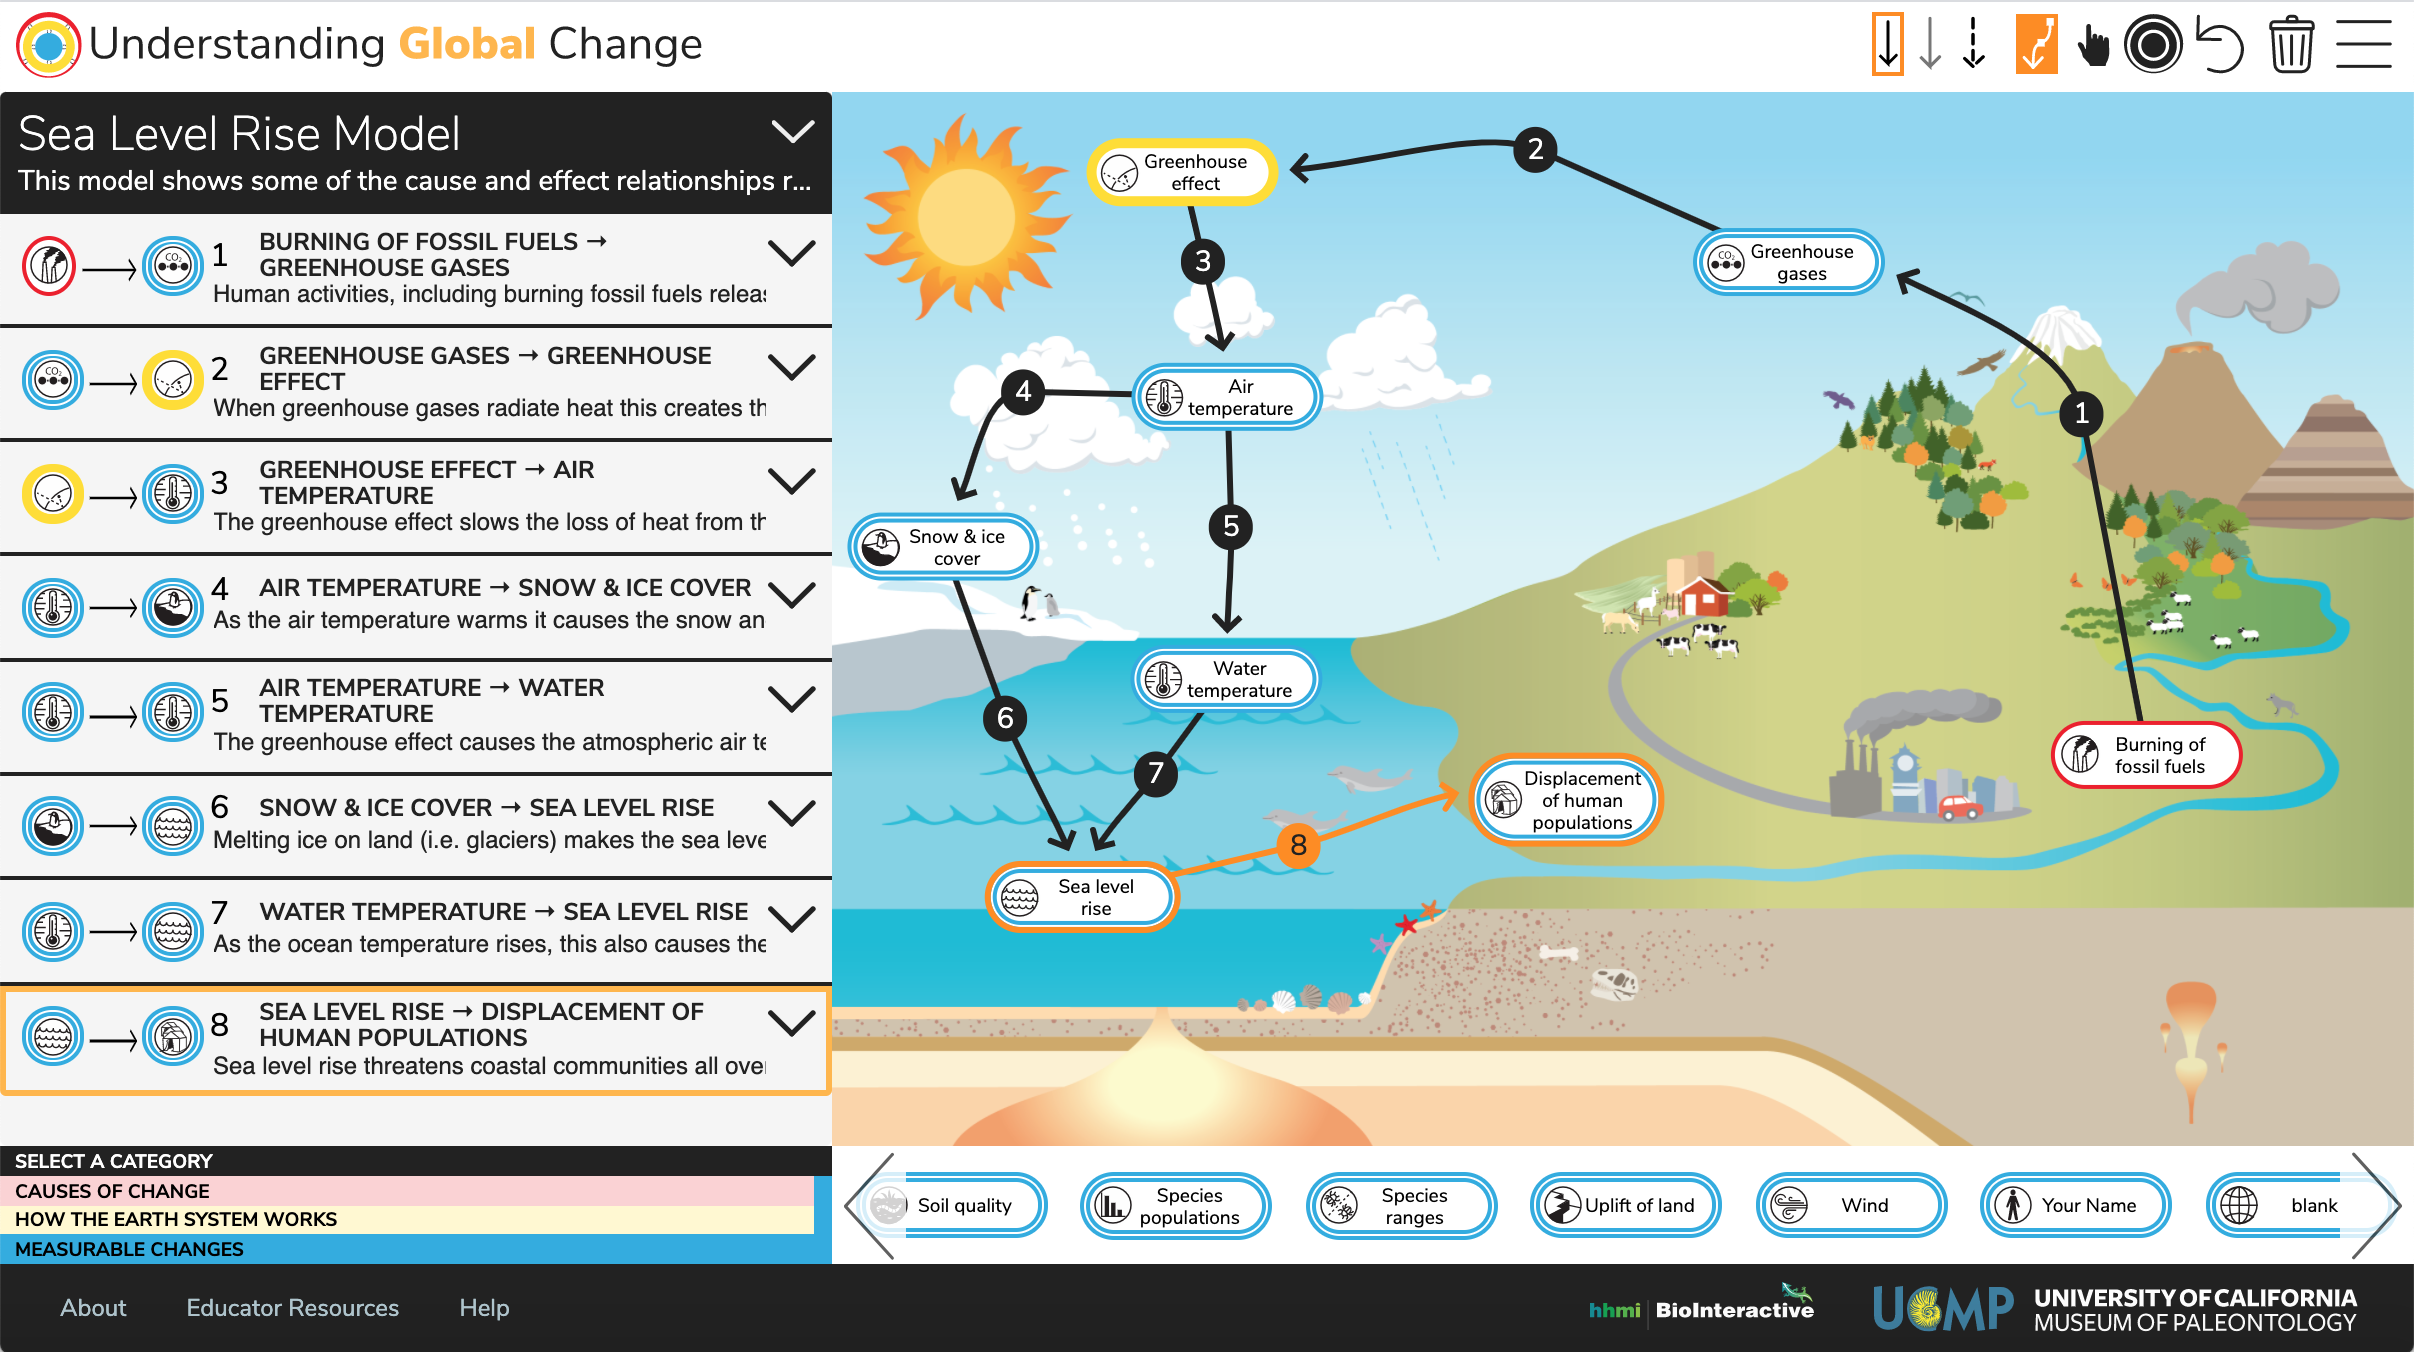 Understanding Global Change
Sea Level Rise Model
This model shows some of the cause and effect relationships r...
1 BURNING OF FOSSIL FUELS →
GREENHOUSE GASES
Human activities, including burning fossil fuels
2 GREENHOUSE GASES → GREENHOUSE
EFFECT
When greenhouse gases radiate heat this creates th
3 GREENHOUSE EFFECT → AIR
TEMPERATURE
The greenhouse effect slows the loss of heat from th
4 AIR TEMPERATURE → SNOW & ICE COVER
As the air temperature warms it causes the snow an
5 AIR TEMPERATURE → WATER
TEMPERATURE
The greenhouse effect causes the atmospheric air
6 SNOW & ICE COVER → SEA LEVEL RISE
Melting ice on land (i.e. glaciers) makes the sea leve
7 WATER TEMPERATURE → SEA LEVEL RISE
As the ocean temperature rises, this also causes the
8 SEA LEVEL RISE → DISPLACEMENT OF
HUMAN POPULATIONS
Sea level rise threatens coastal communities all over
CO2
CO2
SELECT A CATEGORY
CAUSES OF CHANGE
HOW THE EARTH SYSTEM WORKS
MEASURABLE CHANGES
Greenhouse
effect
2
3
CO2
Greenhouse
gases
Air
temperature
4
1
5
Snow & ice
cover
Water
temperature
6
7
Burning of
fossil fuels
Displacement
of human
populations
8
Sea level
rise
Soil quality
Species
populations
Species
ranges
Uplift of land
Wind
Your Name
blank
About
Educator Resources
Help
hhmi BioInteractive
UCMP
UNIVERSITY OF CALIFORNIA
MUSEUM OF PALEONTOLOGY